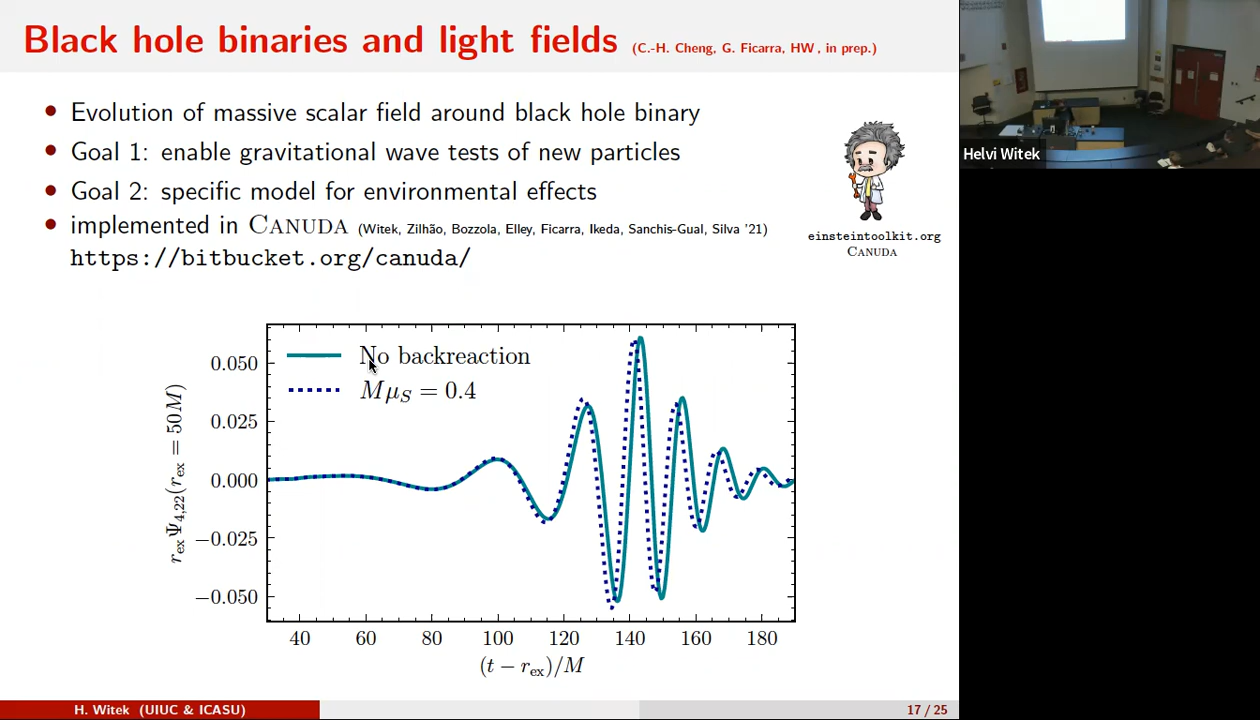 Black hole binaries and light fields (C.-H. Cheng, G. Ficarra, HW, in prep.)
• Evolution of massive scalar field around black hole binary
• Goal 1: enable gravitational wave tests of new particles
• Goal 2: specific model for environmental effects
• implemented in CANUDA (Witek, Zilhão, Bozzola, Elley, Ficarra, Ikeda, Sanchis-Gual, Silva '21)
https://bitbucket.org/canuda/
einsteintoolkit.org
CANUDA
Helvi Witek
No backreaction
Mμ_S = 0.4
r_ex Ψ_4,22 (r_ex = 50M)
0.050
0.025
0.000
−0.025
−0.050
40 60 80 100 120 140 160 180
(t − r_ex)/M
H. Witek (UIUC & ICASU)
17 / 25